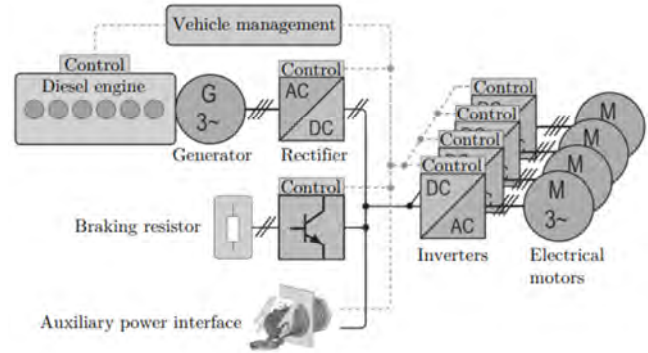 Vehicle management
Control
Diesel engine
G
3~
Generator
Control
AC
DC
Rectifier
Control
Braking resistor
Auxiliary power interface
Control
Control
Control
Control
DC
AC
Inverters
M
M
M
M
3~
Electrical
motors